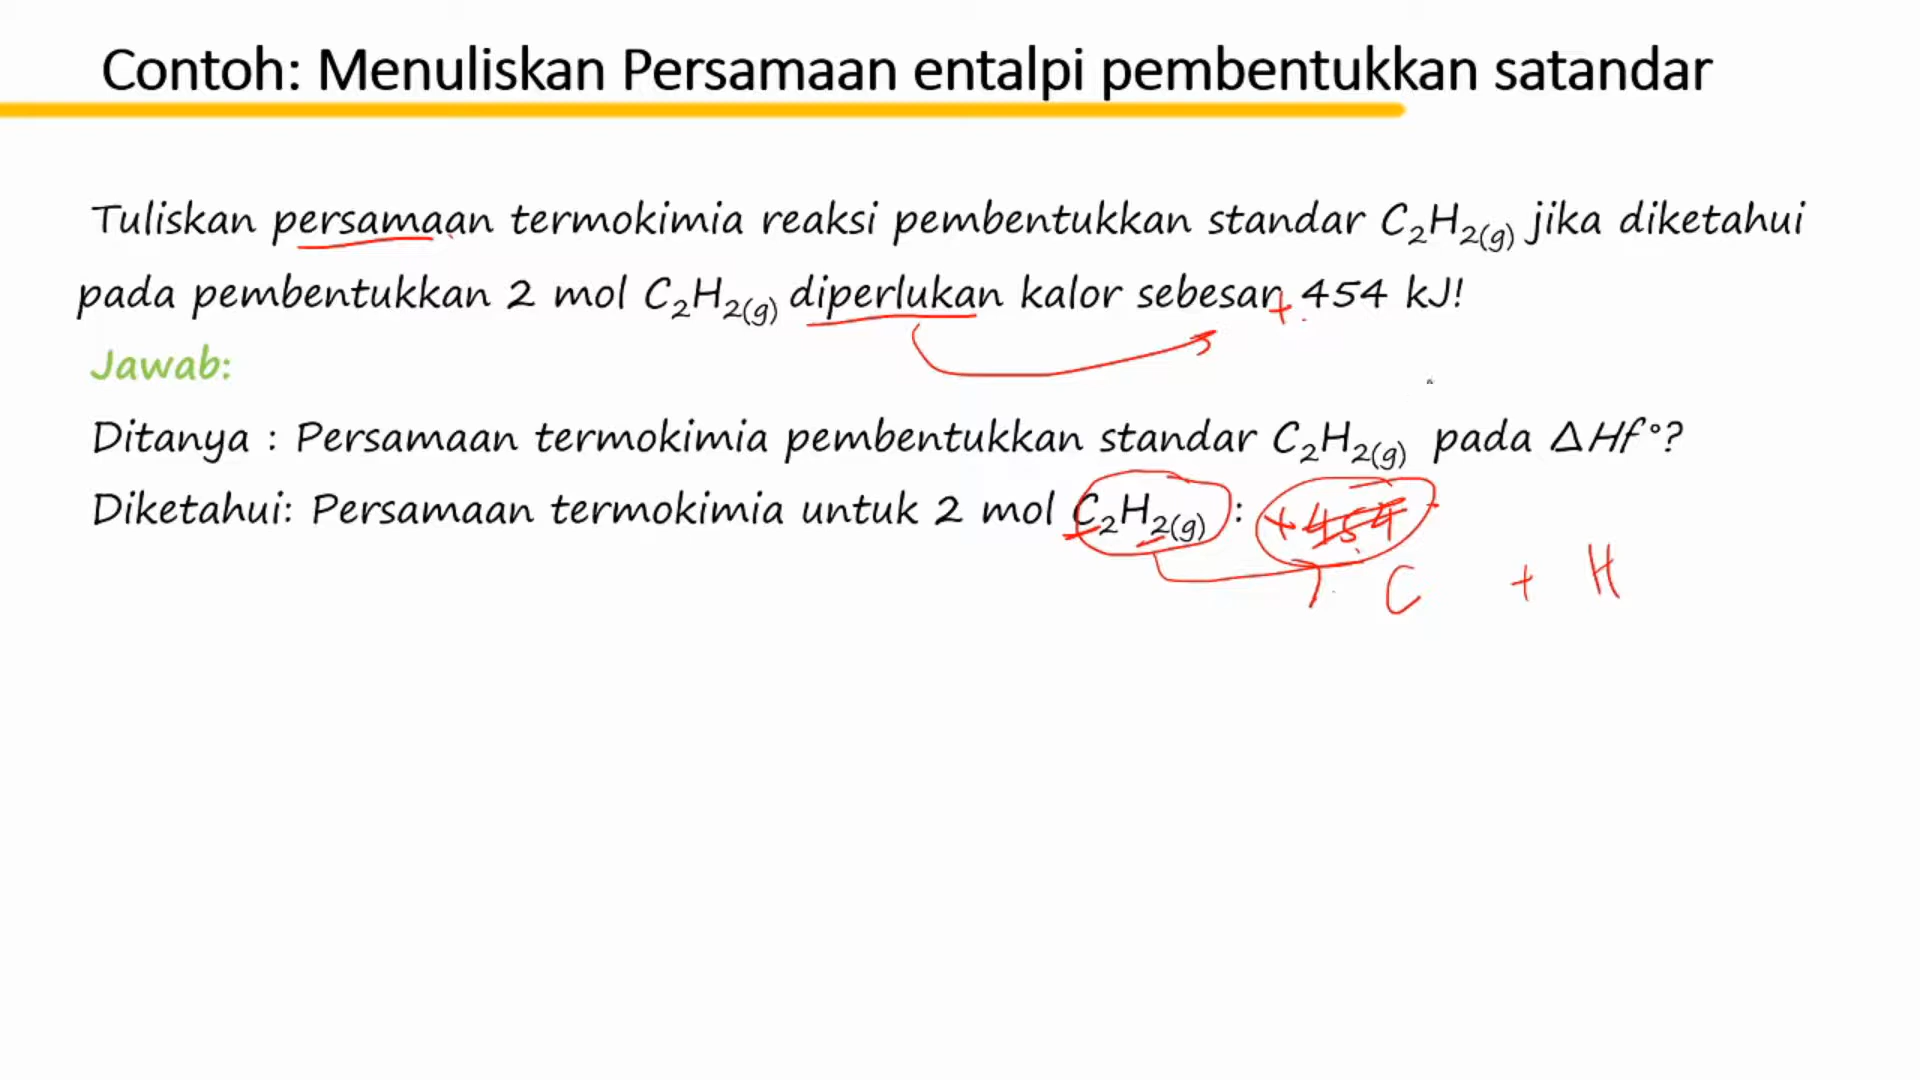 Contoh: Menuliskan Persamaan entalpi pembentukkan satandar
Tuliskan persamaan termokimia reaksi pembentukkan standar C₂H₂(g) jika diketahui
pada pembentukkan 2 mol C₂H₂(g) diperlukan kalor sebesar + 454 kJ!
Jawab:
Ditanya : Persamaan termokimia pembentukkan standar C₂H₂(g) pada ΔHf°?
Diketahui: Persamaan termokimia untuk 2 mol C₂H₂(g) : +454
C + H